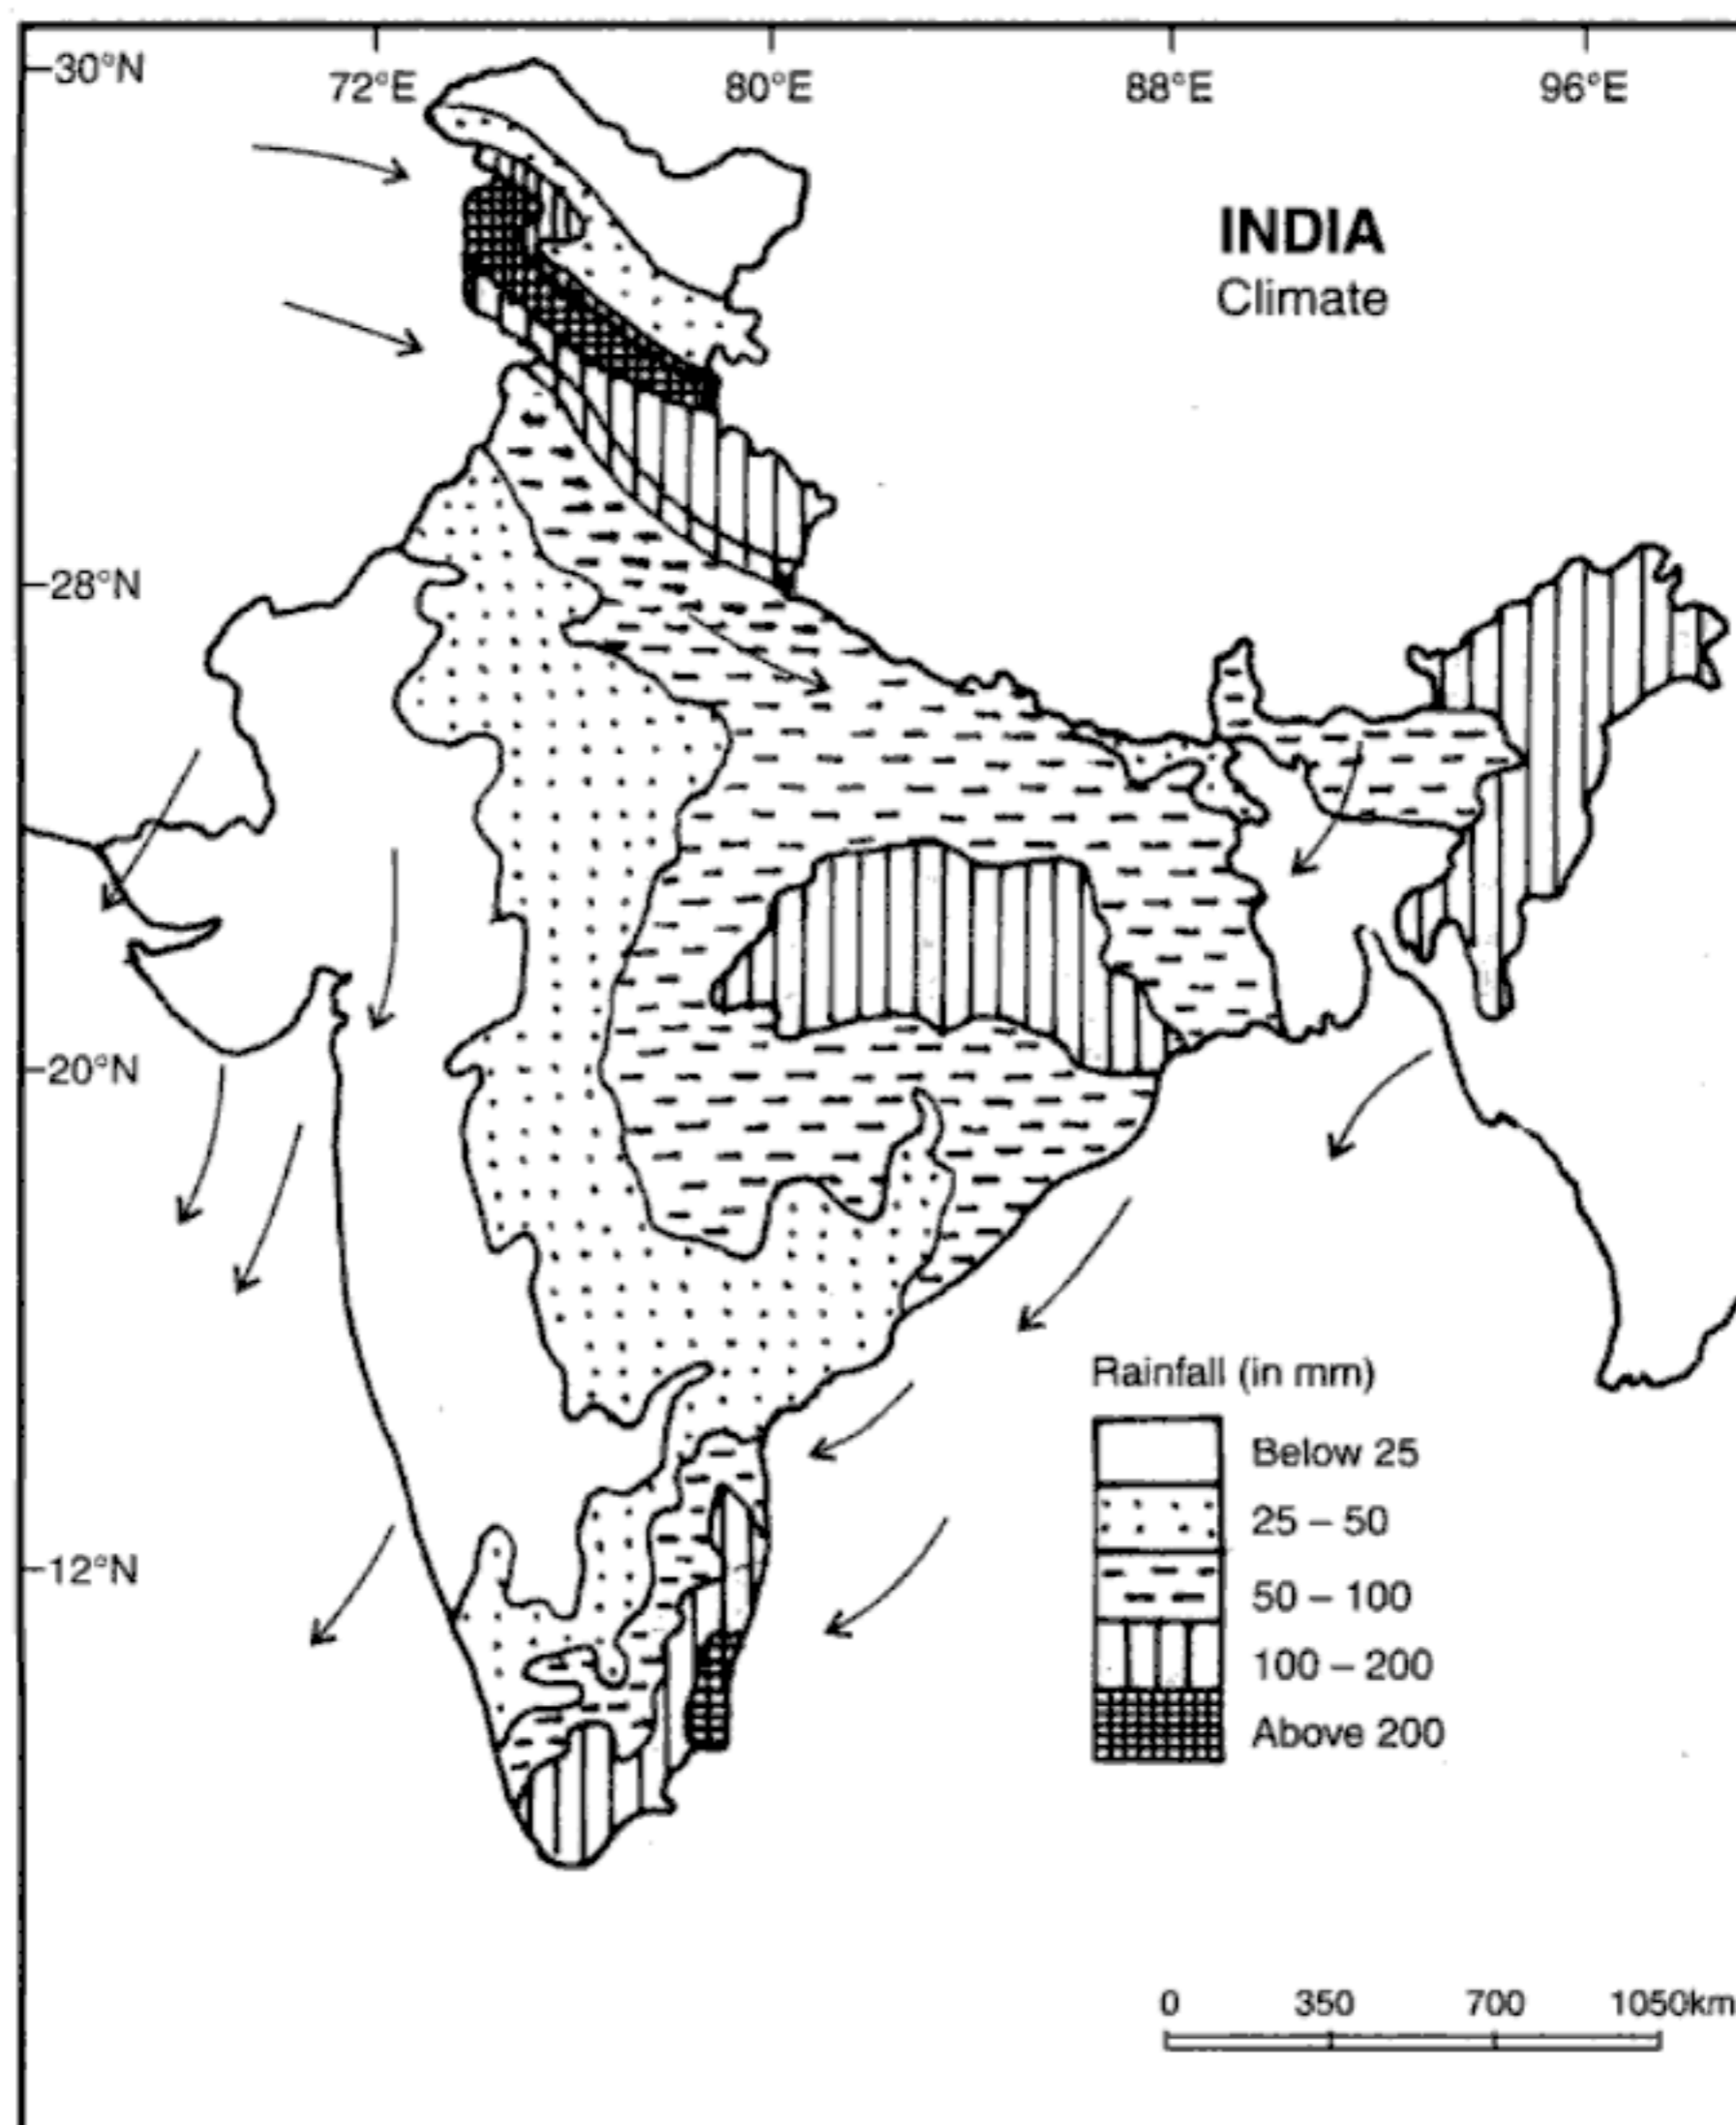 30°N
72°E 80°E 88°E 96°E
INDIA
Climate
28°N
20°N
12°N
Rainfall (in mm)
Below 25
25 – 50
50 – 100
100 – 200
Above 200
0 350 700 1050km